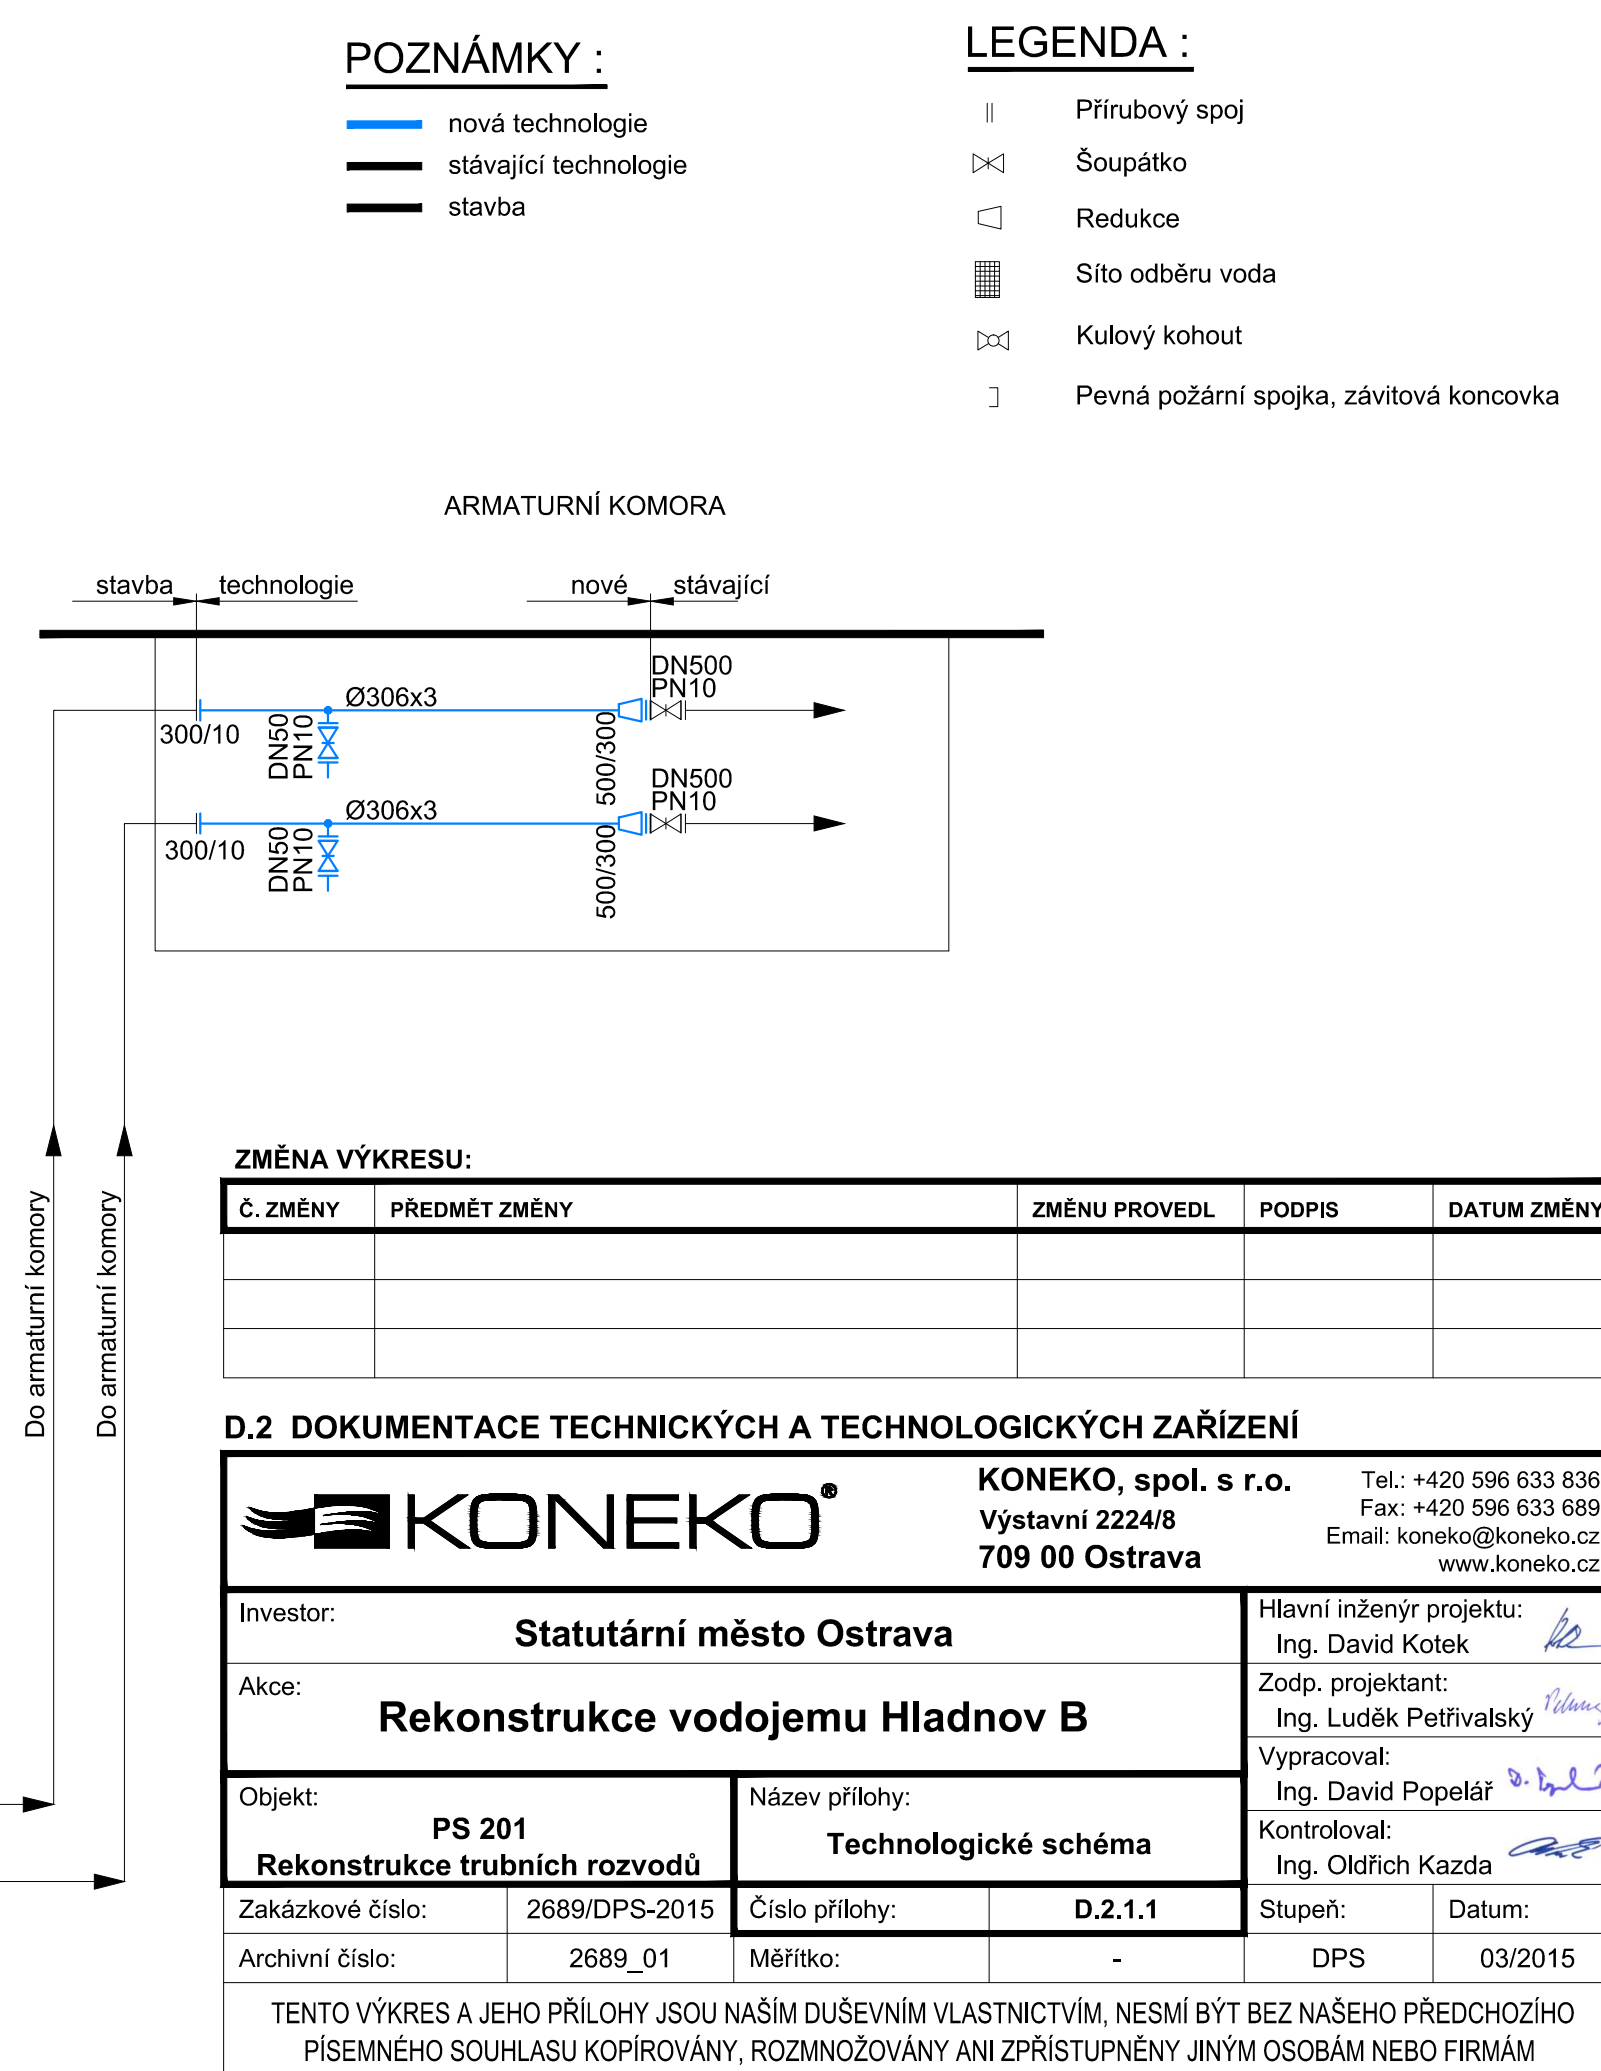 POZNÁMKY :
nová technologie
stávající technologie
stavba
LEGENDA :
Přírubový spoj
Šoupátko
Redukce
Síto odběru voda
Kulový kohout
Pevná požární spojka, závitová koncovka
ARMATURNÍ KOMORA
stavba technologie nové stávající
DN500
PN10
Ø306x3
300/10
DN50
PN10
500/300
DN500
PN10
Ø306x3
300/10
DN50
PN10
500/300
Do armaturní komory
Do armaturní komory
ZMĚNA VÝKRESU:
Č. ZMĚNY PŘEDMĚT ZMĚNY ZMĚNU PROVEDL PODPIS DATUM ZMĚNY
D.2 DOKUMENTACE TECHNICKÝCH A TECHNOLOGICKÝCH ZAŘÍZENÍ
KONEKO®
KONEKO, spol. s r.o.
Výstavní 2224/8
709 00 Ostrava
Tel.: +420 596 633 836
Fax: +420 596 633 689
Email: koneko@koneko.cz
www.koneko.cz
Investor:
Statutární město Ostrava
Akce:
Rekonstrukce vodojemu Hladnov B
Hlavní inženýr projektu:
Ing. David Kotek
Zodp. projektant:
Ing. Luděk Petřivalský
Vypracoval:
Ing. David Popelář
Kontroloval:
Ing. Oldřich Kazda
Objekt:
PS 201
Rekonstrukce trubních rozvodů
Název přílohy:
Technologické schéma
Zakázkové číslo: 2689/DPS-2015 Číslo přílohy: D.2.1.1 Stupeň: Datum:
Archivní číslo: 2689_01 Měřítko: - DPS 03/2015
TENTO VÝKRES A JEHO PŘÍLOHY JSOU NAŠÍM DUŠEVNÍM VLASTNICTVÍM, NESMÍ BÝT BEZ NAŠEHO PŘEDCHOZÍHO
PÍSEMNÉHO SOUHLASU KOPÍROVÁNY, ROZMNOŽOVÁNY ANI ZPŘÍSTUPNĚNY JINÝM OSOBÁM NEBO FIRMÁM